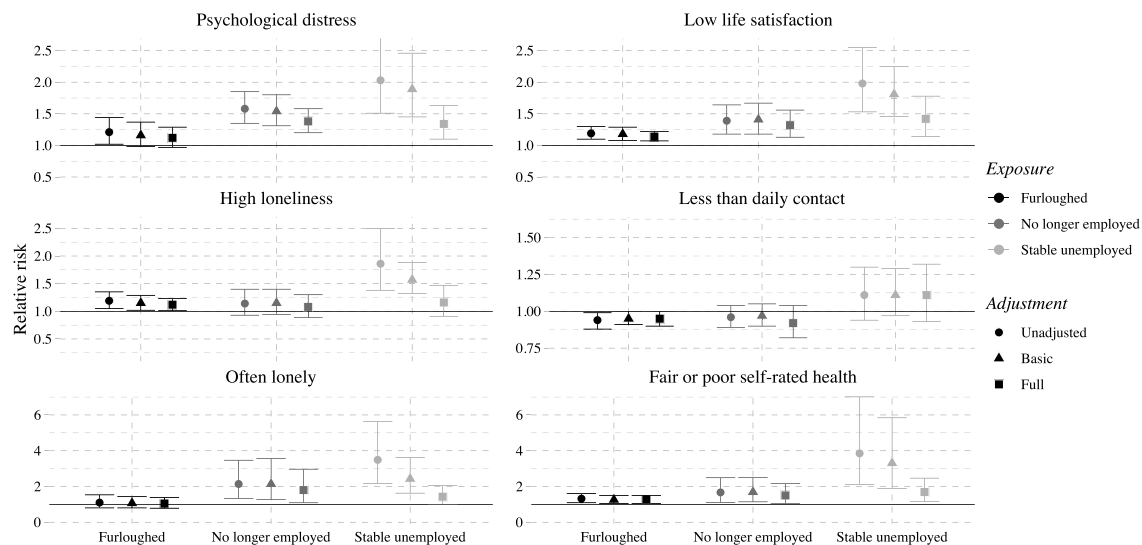 Psychological distress
2.5
2.0
1.5
1.0
0.5
Low life satisfaction
2.5
2.0
1.5
1.0
0.5
High loneliness
2.5
2.0
1.5
1.0
0.5
Less than daily contact
1.50
1.25
1.00
0.75
Relative risk
Often lonely
6
4
2
0
Furloughed No longer employed Stable unemployed
Fair or poor self-rated health
6
4
2
0
Furloughed No longer employed Stable unemployed
Exposure
Furloughed
No longer employed
Stable unemployed
Adjustment
Unadjusted
Basic
Full